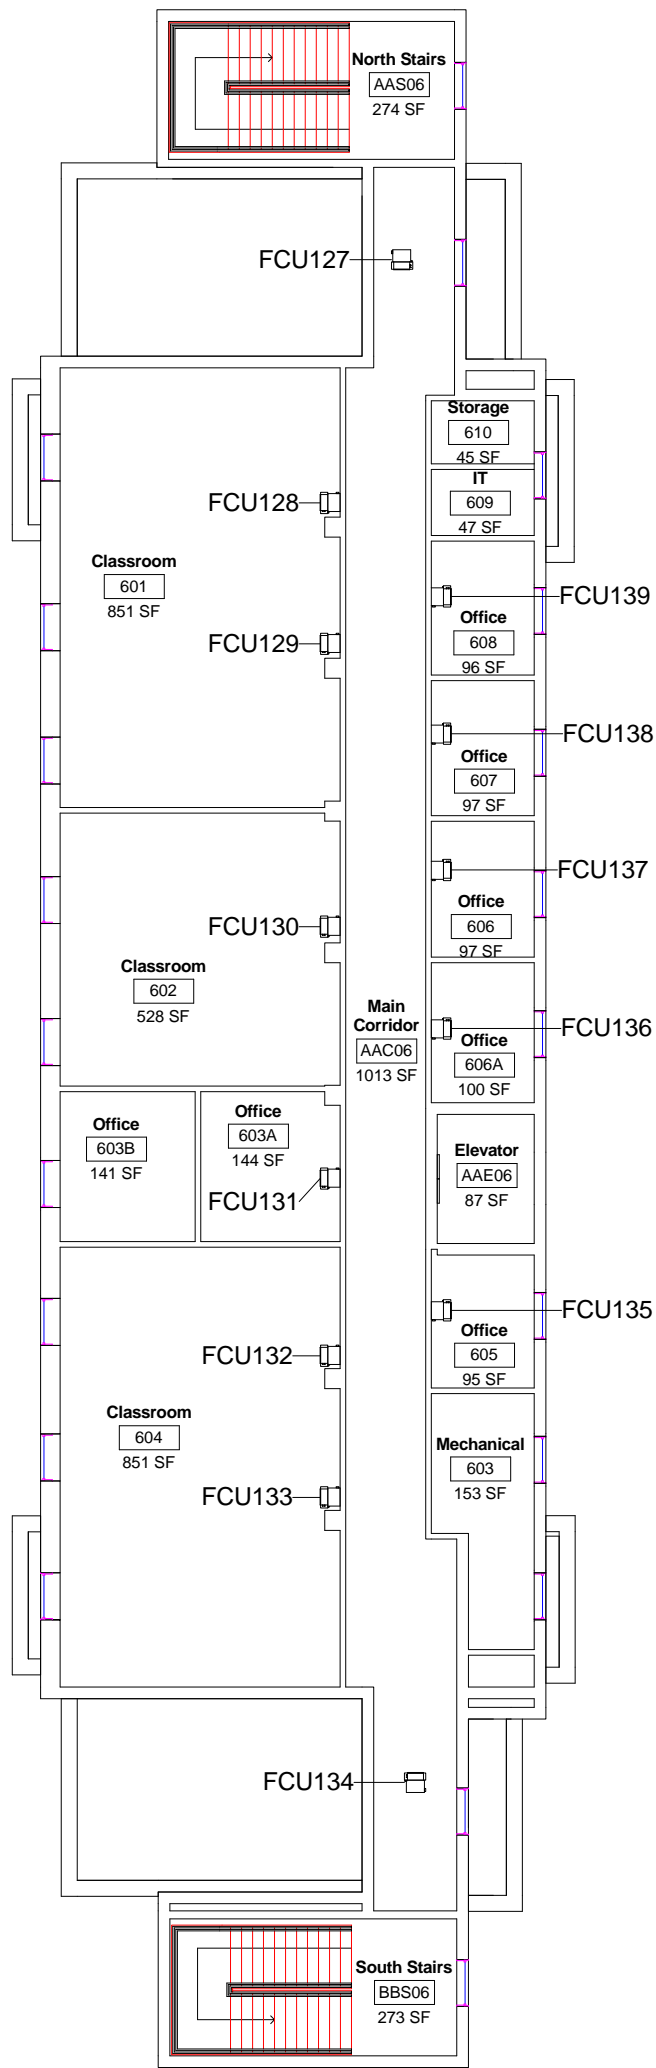 North Stairs
AAS06
274 SF
FCU127
Storage
610
45 SF
IT
609
47 SF
FCU128
Classroom
601
851 SF
FCU129
FCU139
Office
608
96 SF
FCU138
Office
607
97 SF
FCU137
Office
606
97 SF
FCU130
Classroom
602
528 SF
Main
Corridor
AAC06
1013 SF
FCU136
Office
606A
100 SF
Office
603B
141 SF
Office
603A
144 SF
FCU131
Elevator
AAE06
87 SF
FCU135
Office
605
95 SF
FCU132
Classroom
604
851 SF
FCU133
Mechanical
603
153 SF
FCU134
South Stairs
BBS06
273 SF